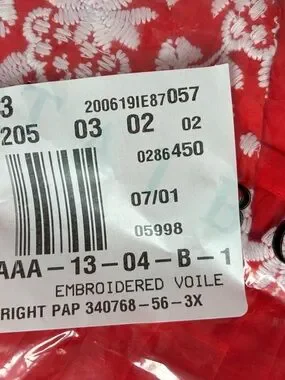 3 200619IE87057
205 03 02 02
0286450
07/01
05998
AAA-13-04-B-1
EMBROIDERED VOILE
RIGHT PAP 340768-56-3X